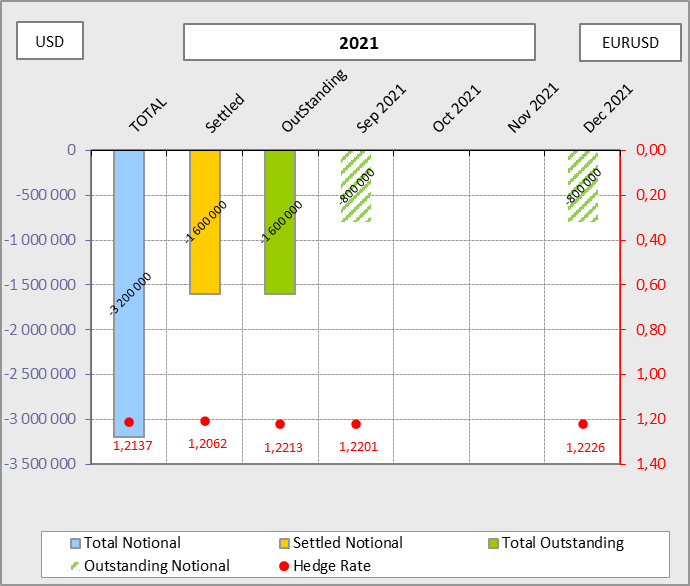 USD
2021
EURUSD
TOTAL
Settled
OutStanding
Sep 2021
Oct 2021
Nov 2021
Dec 2021
0
-500 000
-1 000 000
-1 500 000
-2 000 000
-2 500 000
-3 000 000
-3 500 000
-3 200 000
-1 600 000
-1 600 000
-800 000
-800 000
0,00
0,20
0,40
0,60
0,80
1,00
1,20
1,40
1,2137
1,2062
1,2213
1,2201
1,2226
Total Notional
Settled Notional
Total Outstanding
Outstanding Notional
Hedge Rate